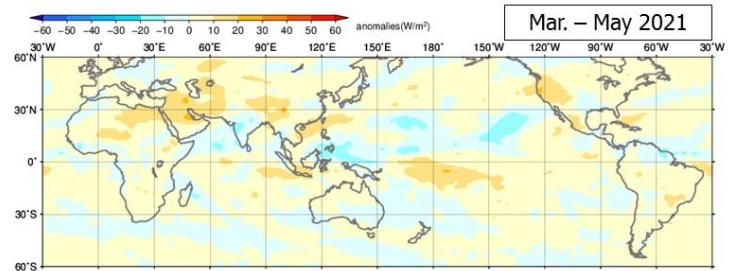 Mar. – May 2021
−60 −50 −40 −30 −20 −10 0 10 20 30 40 50 60 anomalies(W/m²)
30°W 0° 30°E 60°E 90°E 120°E 150°E 180° 150°W 120°W 90°W 60°W 30°W
60°N
30°N
0°
30°S
60°S